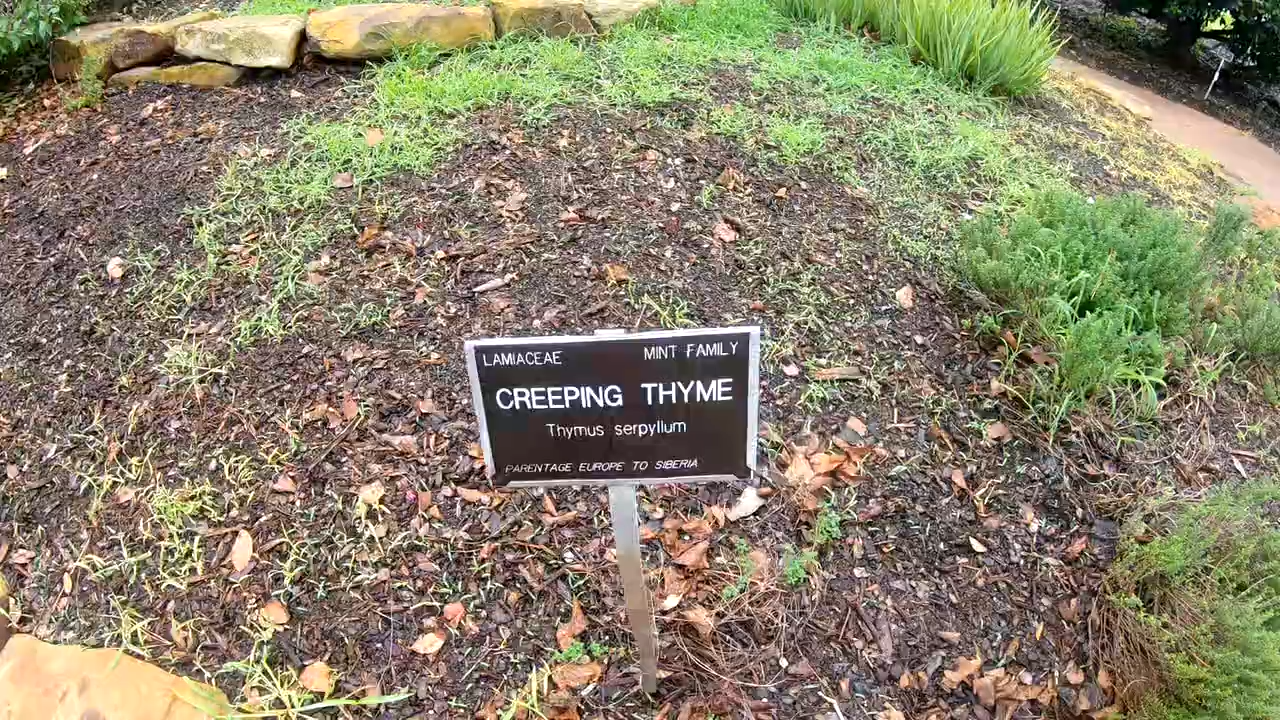 LAMIACEAE MINT FAMILY
CREEPING THYME
Thymus serpyllum
PARENTAGE EUROPE TO SIBERIA